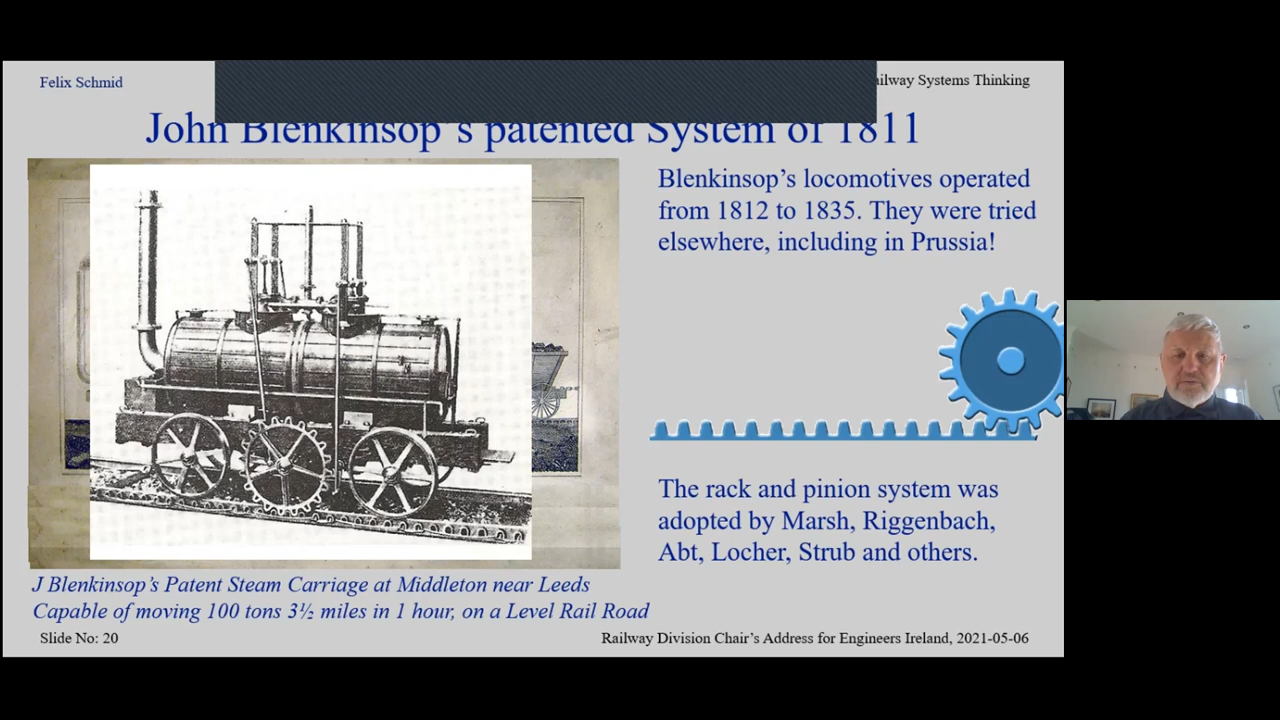 Felix Schmid
Railway Systems Thinking
John Blenkinsop's patented System of 1811
Blenkinsop's locomotives operated
from 1812 to 1835. They were tried
elsewhere, including in Prussia!
The rack and pinion system was
adopted by Marsh, Riggenbach,
Abt, Locher, Strub and others.
J Blenkinsop's Patent Steam Carriage at Middleton near Leeds
Capable of moving 100 tons 3½ miles in 1 hour, on a Level Rail Road
Slide No: 20
Railway Division Chair's Address for Engineers Ireland, 2021-05-06